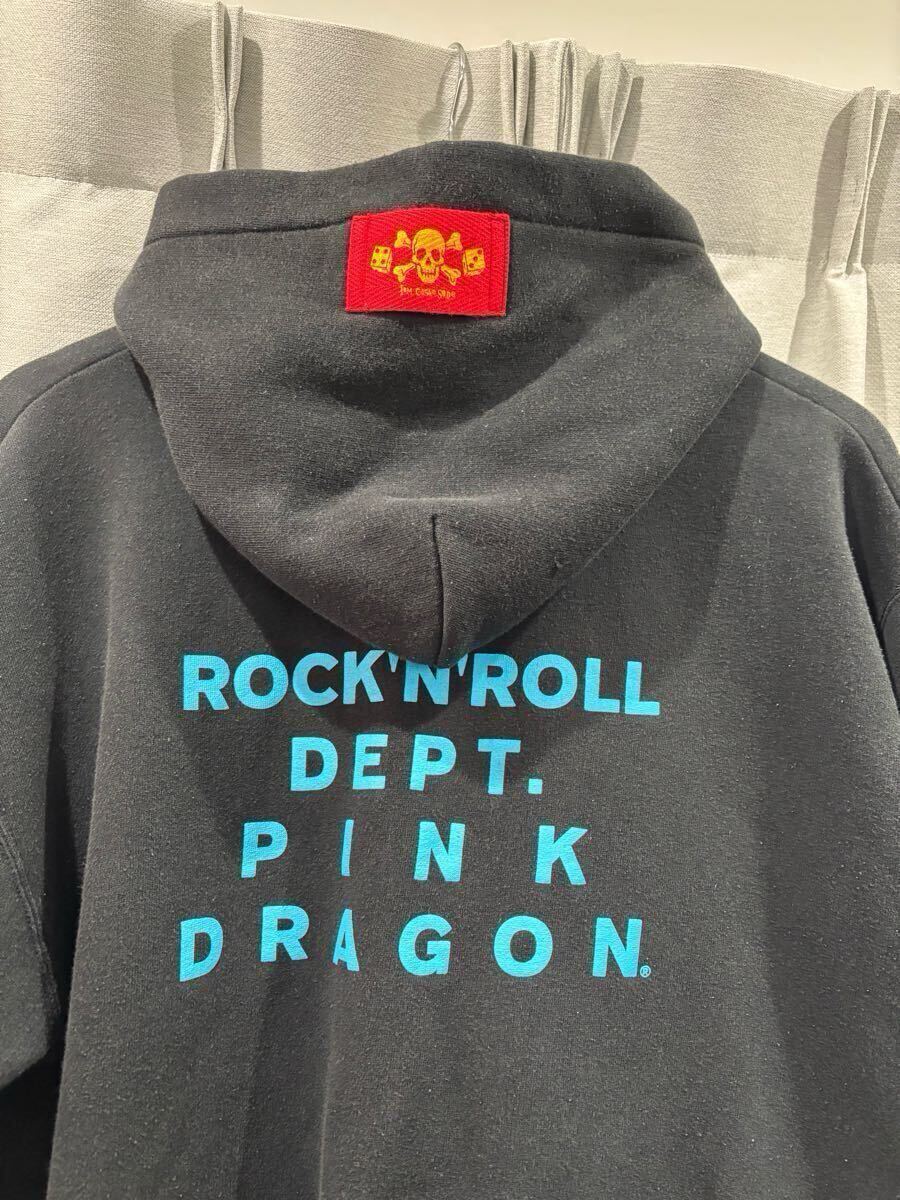 ROCK'N'ROLL
DEPT.
PINK
DRAGON®